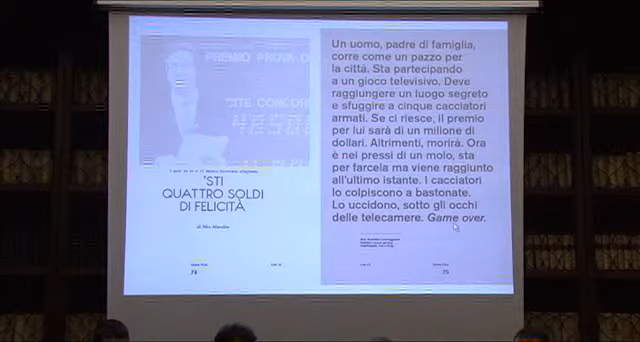 PREMIO PROVA
'STI
QUATTRO SOLDI
DI FELICITÀ
76
Un uomo, padre di famiglia,
corre come un pazzo per
la città. Sta partecipando
a un gioco televisivo. Deve
raggiungere un luogo segreto
e sfuggire a cinque cacciatori
armati. Se ci riesce, il premio
per lui sarà di un milione di
dollari. Altrimenti, morirà. Ora
è nei pressi di un molo, sta
per farcela ma viene raggiunto
all'ultimo istante. I cacciatori
lo colpiscono a bastonate.
Lo uccidono, sotto gli occhi
delle telecamere. Game over.